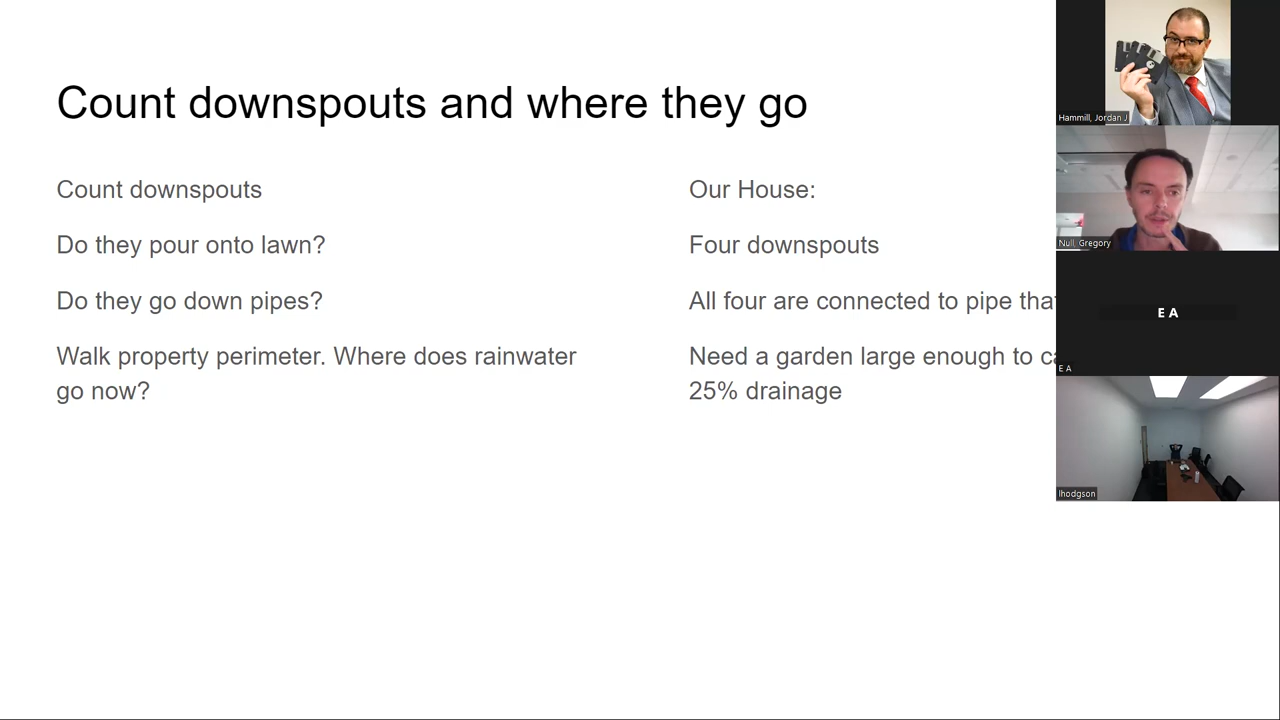 Count downspouts and where they go
Count downspouts
Do they pour onto lawn?
Do they go down pipes?
Walk property perimeter. Where does rainwater
go now?
Our House:
Four downspouts
All four are connected to pipe
Need a garden large enough to
25% drainage
Hammill, Jordan J
Null, Gregory
E A
E A
lhodgson